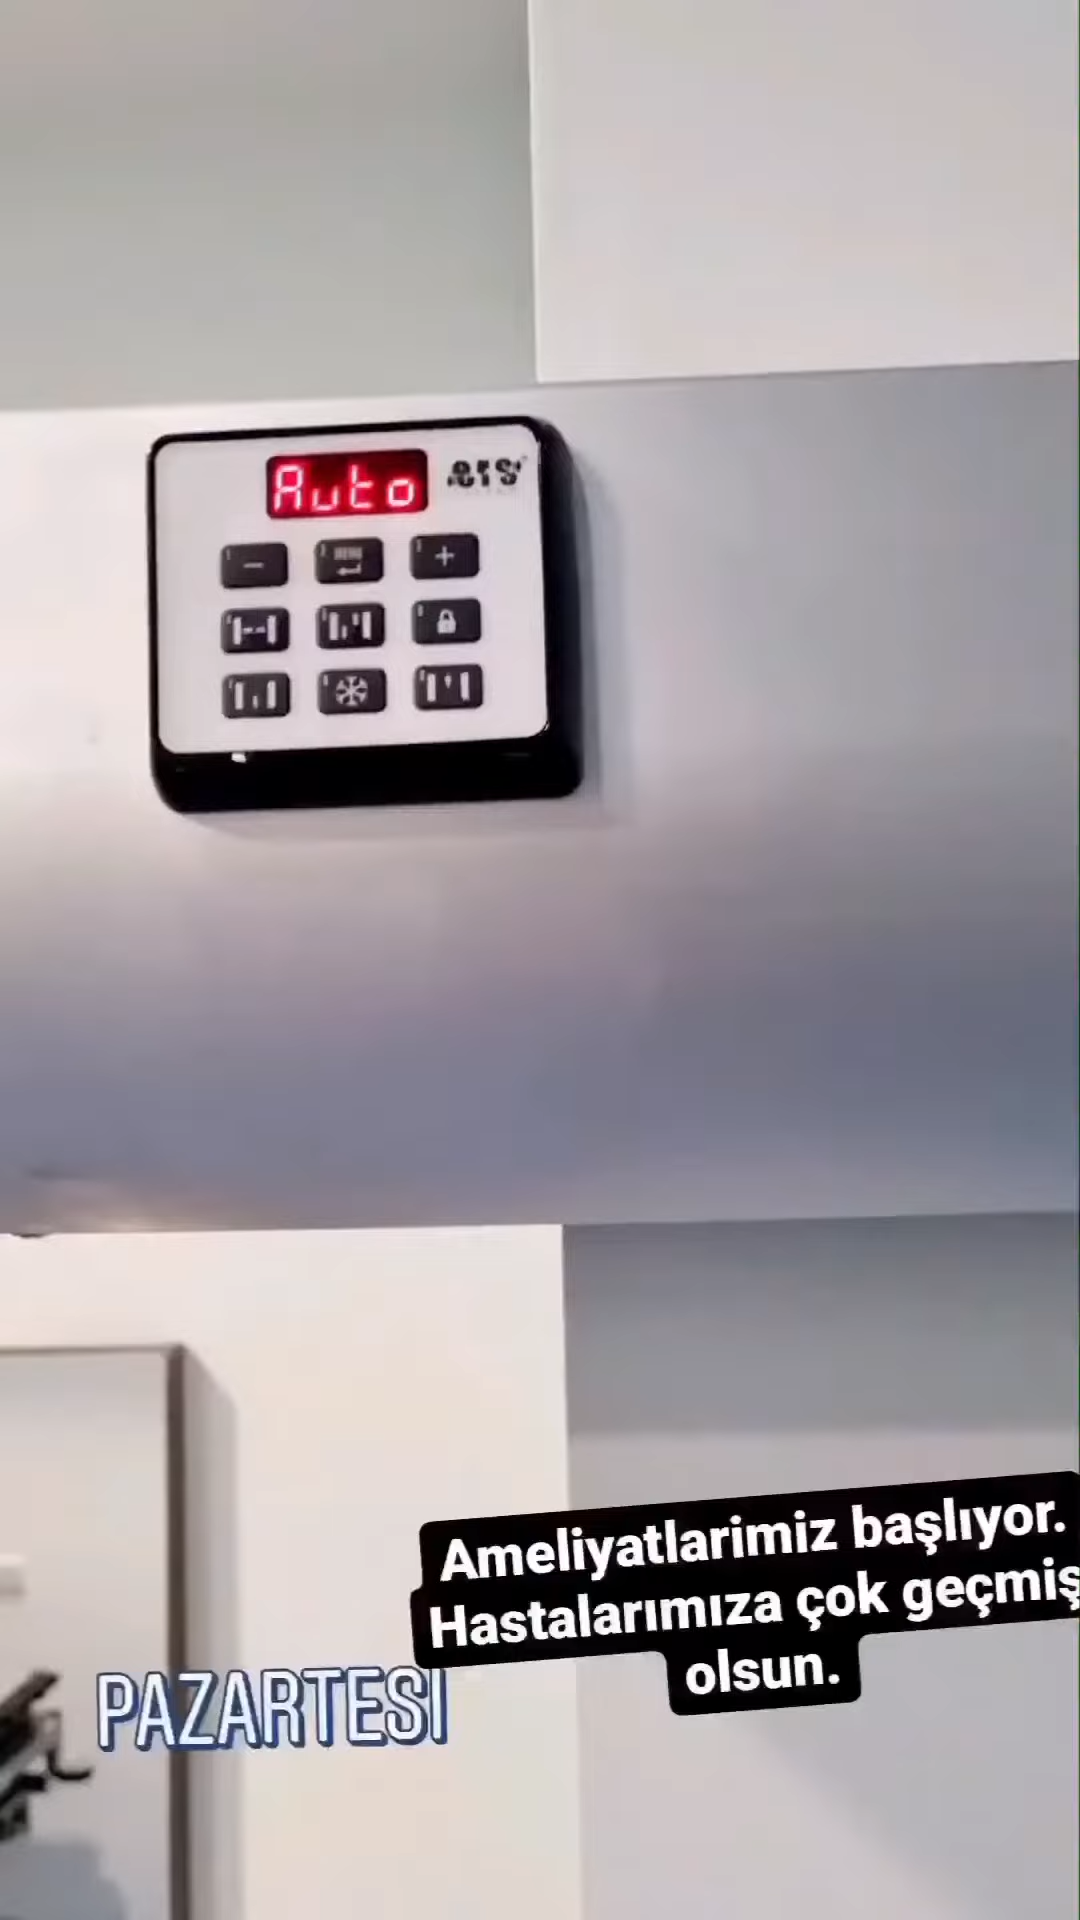 Auto
Ameliyatlarimiz başlıyor.
Hastalarımıza çok geçmiş
olsun.
PAZARTESİ